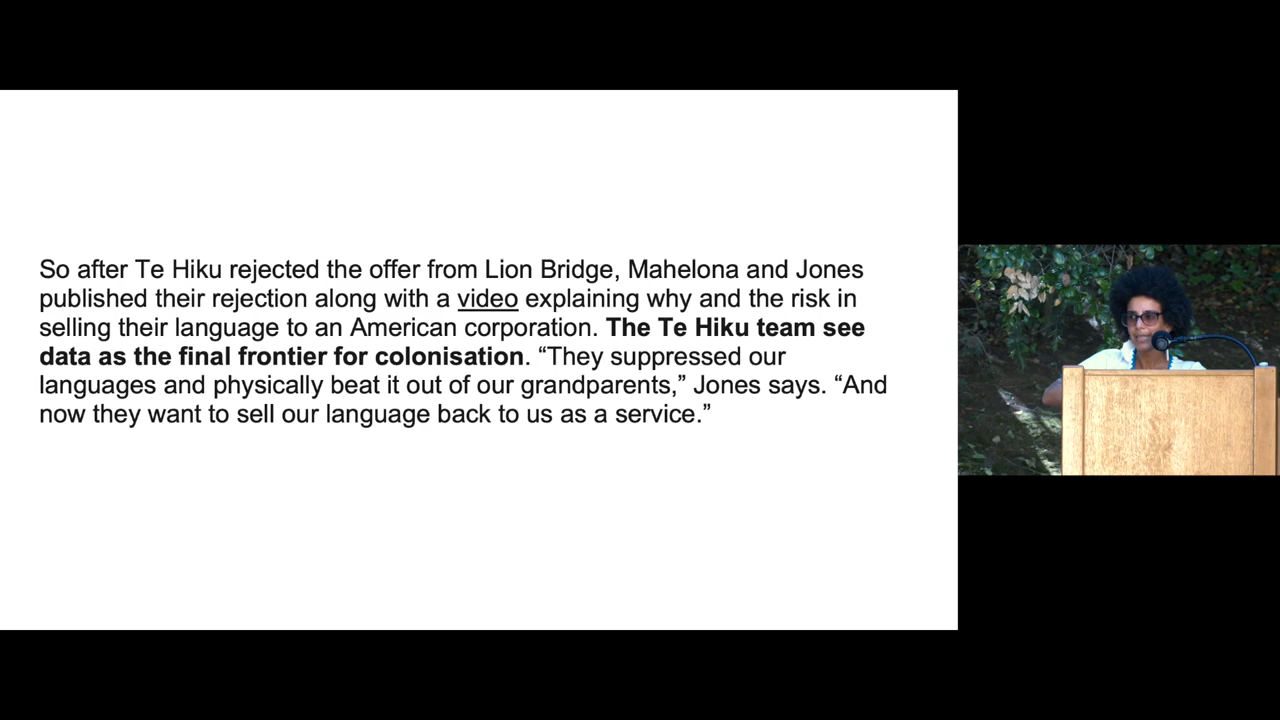 So after Te Hiku rejected the offer from Lion Bridge, Mahelona and Jones
published their rejection along with a video explaining why and the risk in
selling their language to an American corporation. The Te Hiku team see
data as the final frontier for colonisation. “They suppressed our
languages and physically beat it out of our grandparents,” Jones says. “And
now they want to sell our language back to us as a service.”